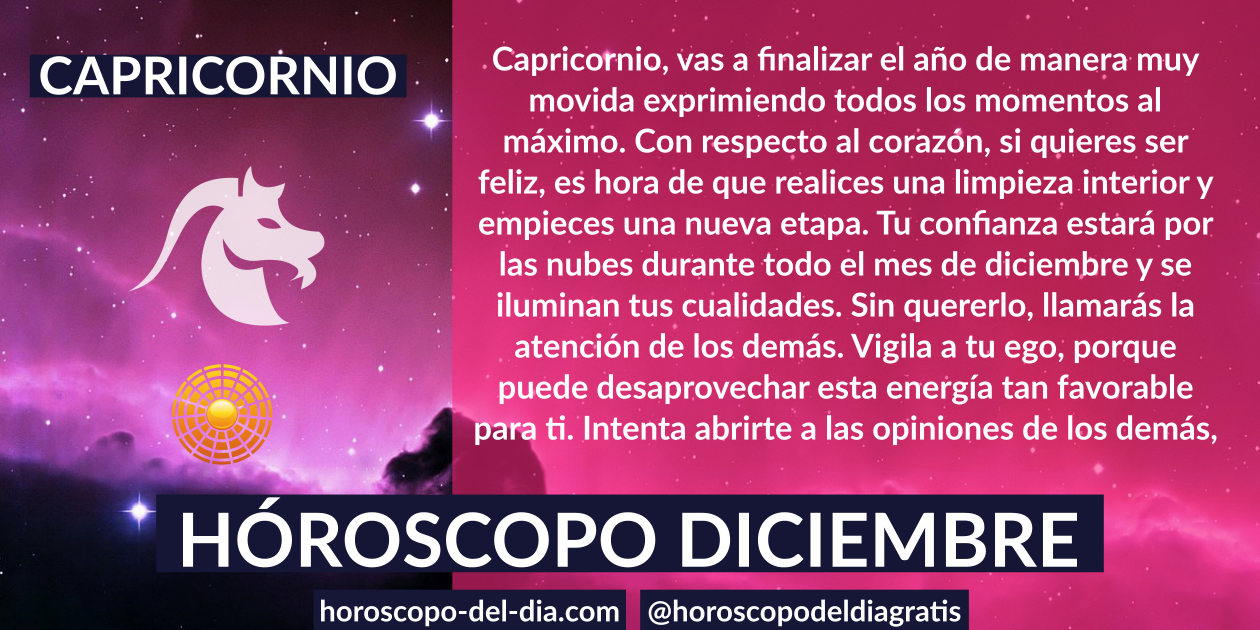 CAPRICORNIO
Capricornio, vas a finalizar el año de manera muy
movida exprimiendo todos los momentos al
máximo. Con respecto al corazón, si quieres ser
feliz, es hora de que realices una limpieza interior y
empieces una nueva etapa. Tu confianza estará por
las nubes durante todo el mes de diciembre y se
iluminan tus cualidades. Sin quererlo, llamarás la
atención de los demás. Vigila a tu ego, porque
puede desaprovechar esta energía tan favorable
para ti. Intenta abrirte a las opiniones de los demás,
HÓROSCOPO DICIEMBRE
horoscopo-del-dia.com
@horoscopodeldiagratis